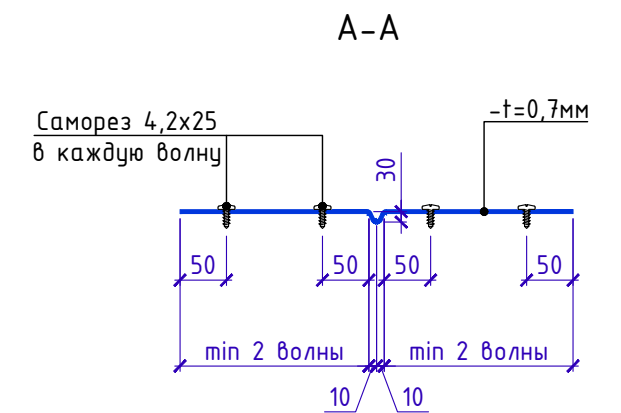 А-А
Саморез 4,2х25
в каждую волну
-t=0,7мм
30
50
50
50
50
min 2 волны
min 2 волны
10
10